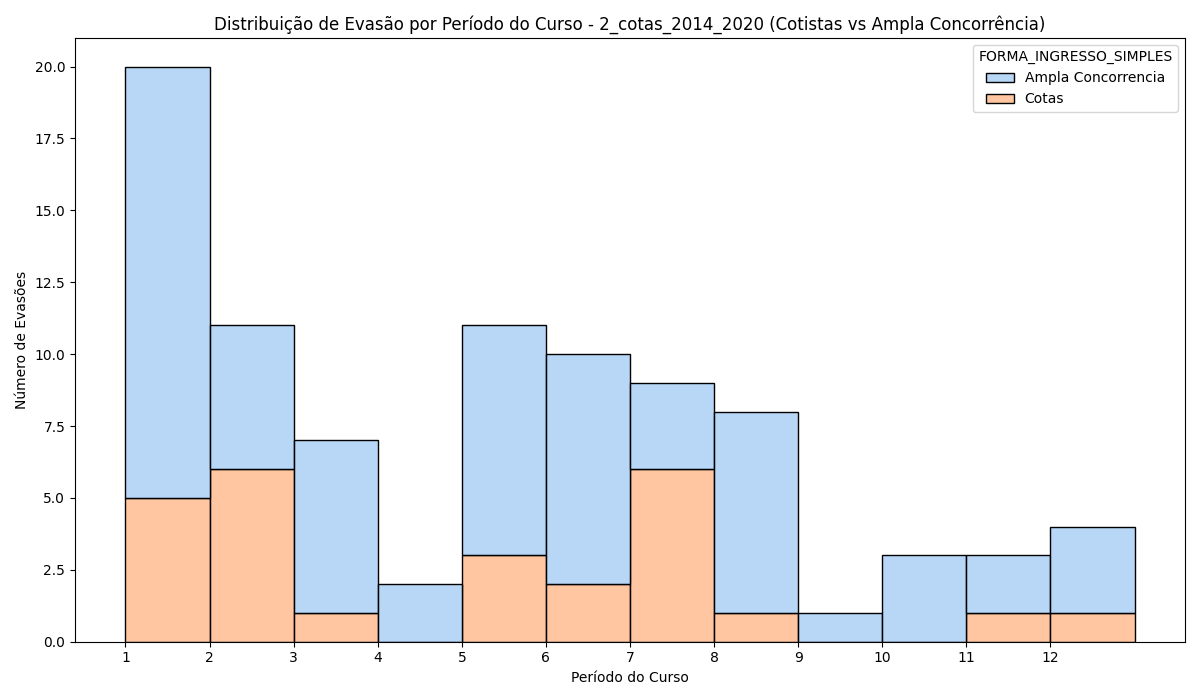 Distribuição de Evasão por Período do Curso - 2_cotas_2014_2020 (Cotistas vs Ampla Concorrência)
FORMA_INGRESSO_SIMPLES
Ampla Concorrencia
Cotas
Número de Evasões
20.0
17.5
15.0
12.5
10.0
7.5
5.0
2.5
0.0
1 2 3 4 5 6 7 8 9 10 11 12
Período do Curso